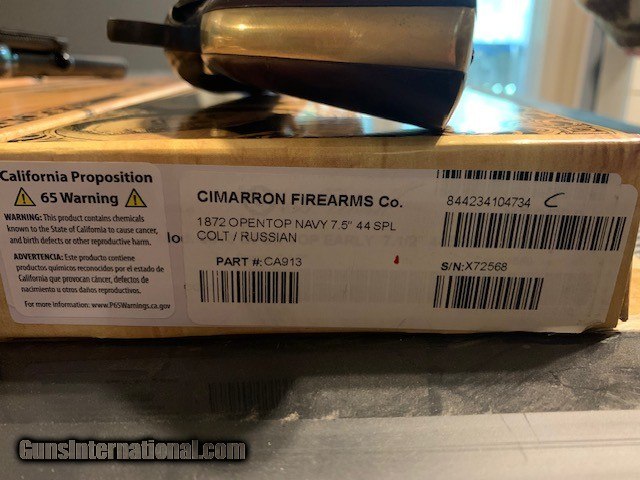 California Proposition
65 Warning
WARNING: This product contains chemicals
known to the State of California to cause cancer,
and birth defects or other reproductive harm.
ADVERTENCIA: Este producto contiene
productos químicos reconocidos por el estado de
California que provocan cáncer, defectos de
nacimiento u otros daños reproductivos.
For more information: www.P65Warnings.ca.gov
CIMARRON FIREARMS Co.
1872 OPENTOP NAVY 7.5" 44 SPL
COLT / RUSSIAN
PART #:CA913
844234104734 C
S/N:X72568
GunsInternational.com